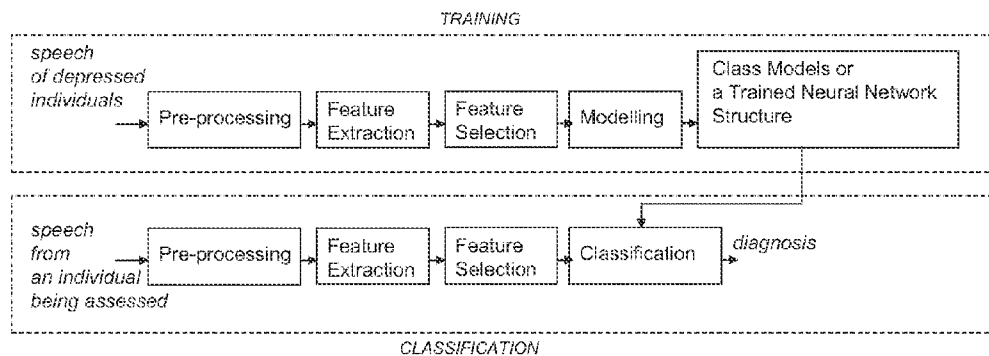 TRAINING
speech
of depressed
individuals
Pre-processing
Feature
Extraction
Feature
Selection
Modelling
Class Models or
a Trained Neural Network
Structure
speech
from
an individual
being assessed
Pre-processing
Feature
Extraction
Feature
Selection
Classification
diagnosis
CLASSIFICATION